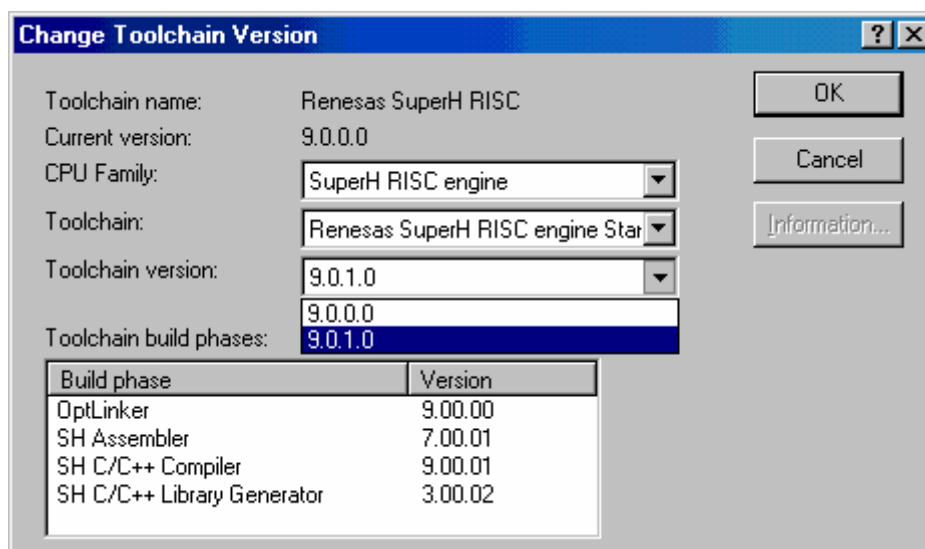 Change Toolchain Version
Toolchain name: Renesas SuperH RISC
OK
Current version: 9.0.0.0
Cancel
CPU Family: SuperH RISC engine
Toolchain: Renesas SuperH RISC engine Star
Information...
Toolchain version: 9.0.1.0
9.0.0.0
Toolchain build phases: 9.0.1.0
Build phase Version
OptLinker 9.00.00
SH Assembler 7.00.01
SH C/C++ Compiler 9.00.01
SH C/C++ Library Generator 3.00.02